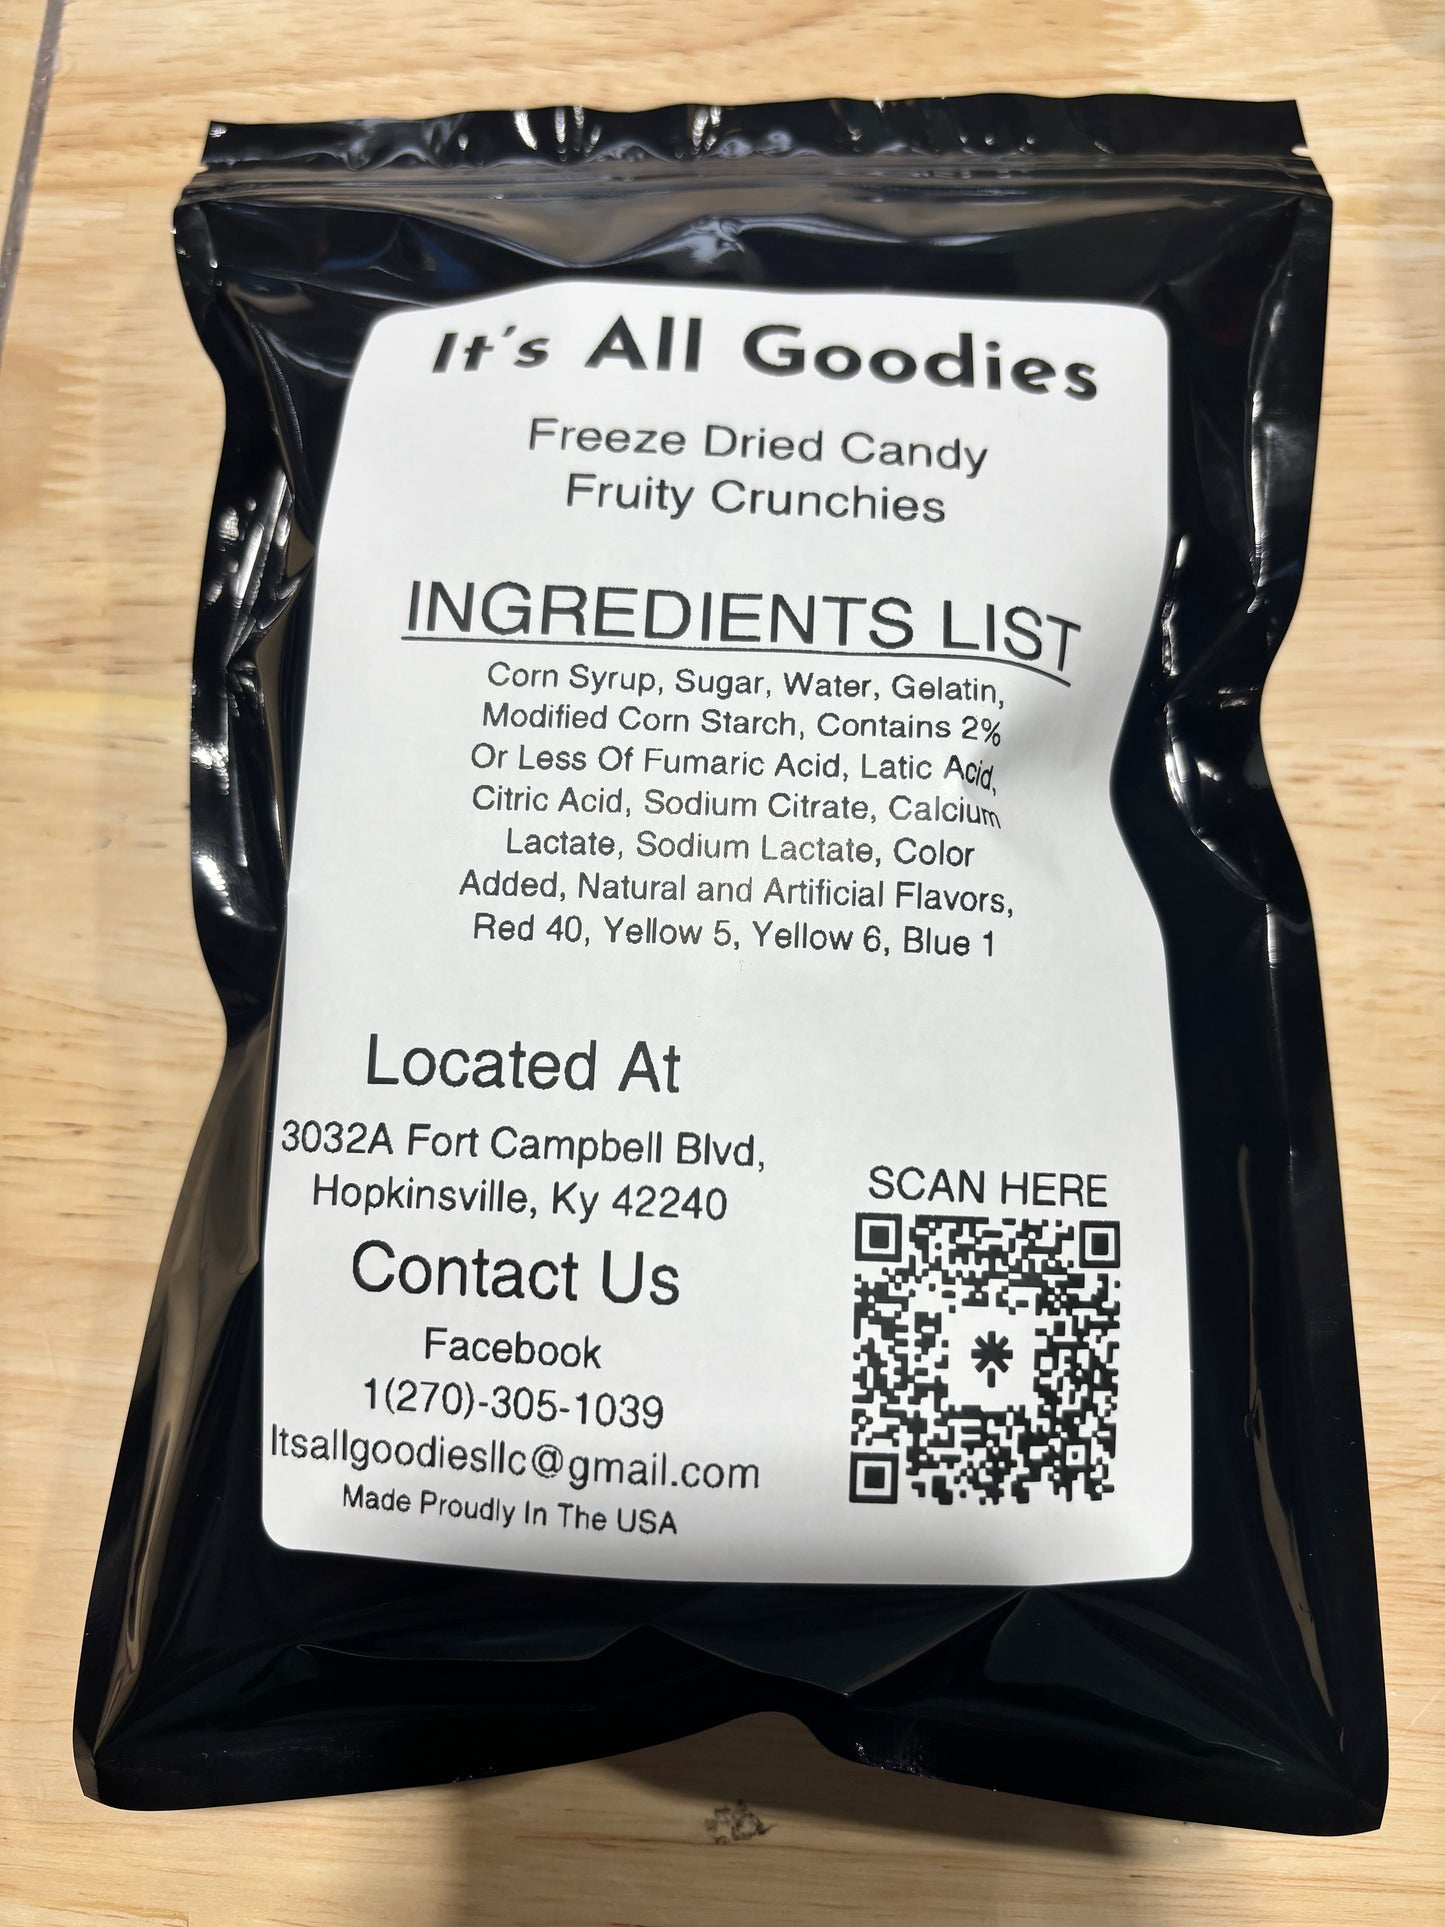 It's All Goodies
Freeze Dried Candy
Fruity Crunchies
INGREDIENTS LIST
Corn Syrup, Sugar, Water, Gelatin,
Modified Corn Starch, Contains 2%
Or Less Of Fumaric Acid, Latic Acid,
Citric Acid, Sodium Citrate, Calcium
Lactate, Sodium Lactate, Color
Added, Natural and Artificial Flavors,
Red 40, Yellow 5, Yellow 6, Blue 1
Located At
3032A Fort Campbell Blvd,
Hopkinsville, Ky 42240
Contact Us
Facebook
1(270)-305-1039
Itsallgoodiesllc@gmail.com
Made Proudly In The USA
SCAN HERE